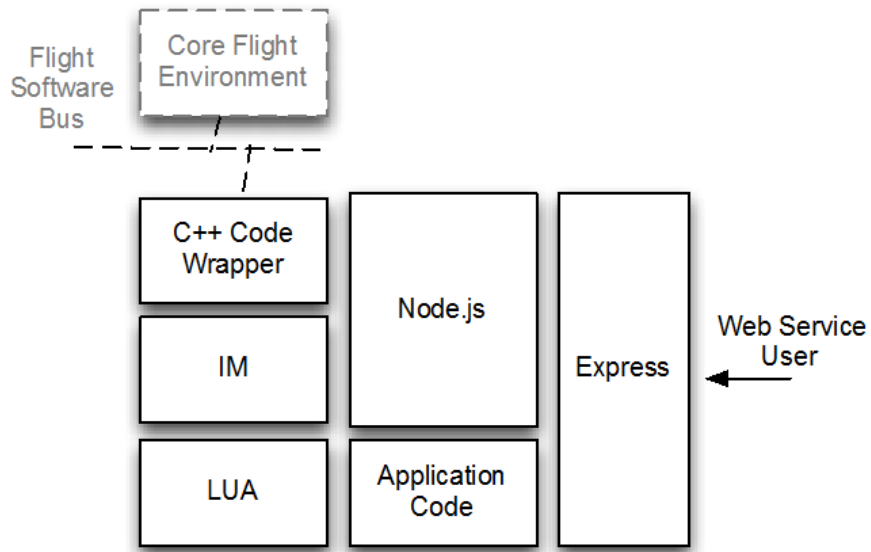 Core Flight
Environment
Flight
Software
Bus
C++ Code
Wrapper
Node.js
Express
Web Service
User
IM
LUA
Application
Code